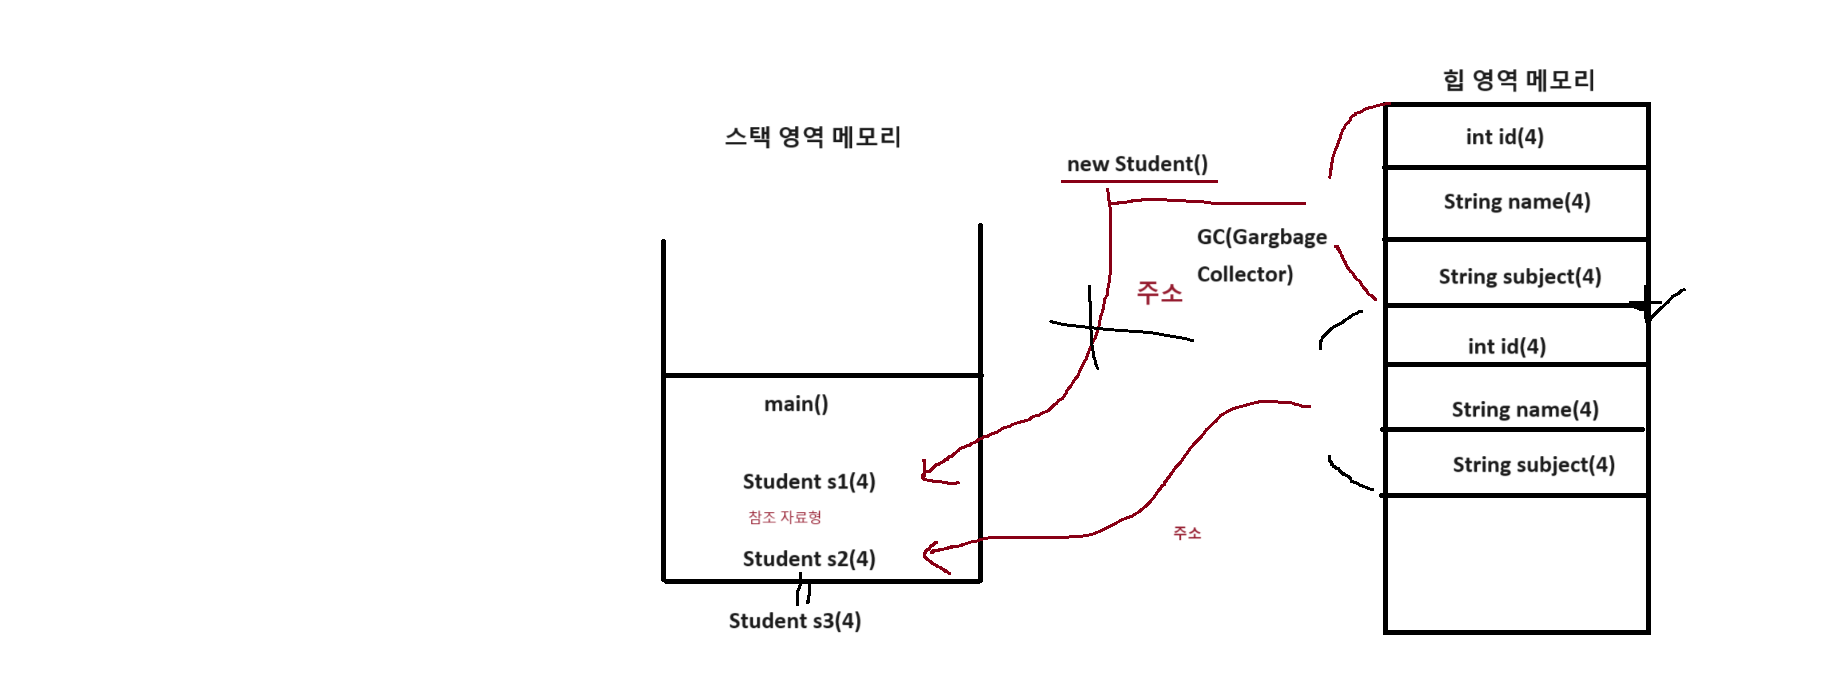 힙 영역 메모리
스택 영역 메모리
int id(4)
new Student()
String name(4)
GC(Gargbage
Collector)
String subject(4)
주소
int id(4)
main()
String name(4)
String subject(4)
Student s1(4)
참조 자료형
주소
Student s2(4)
Student s3(4)